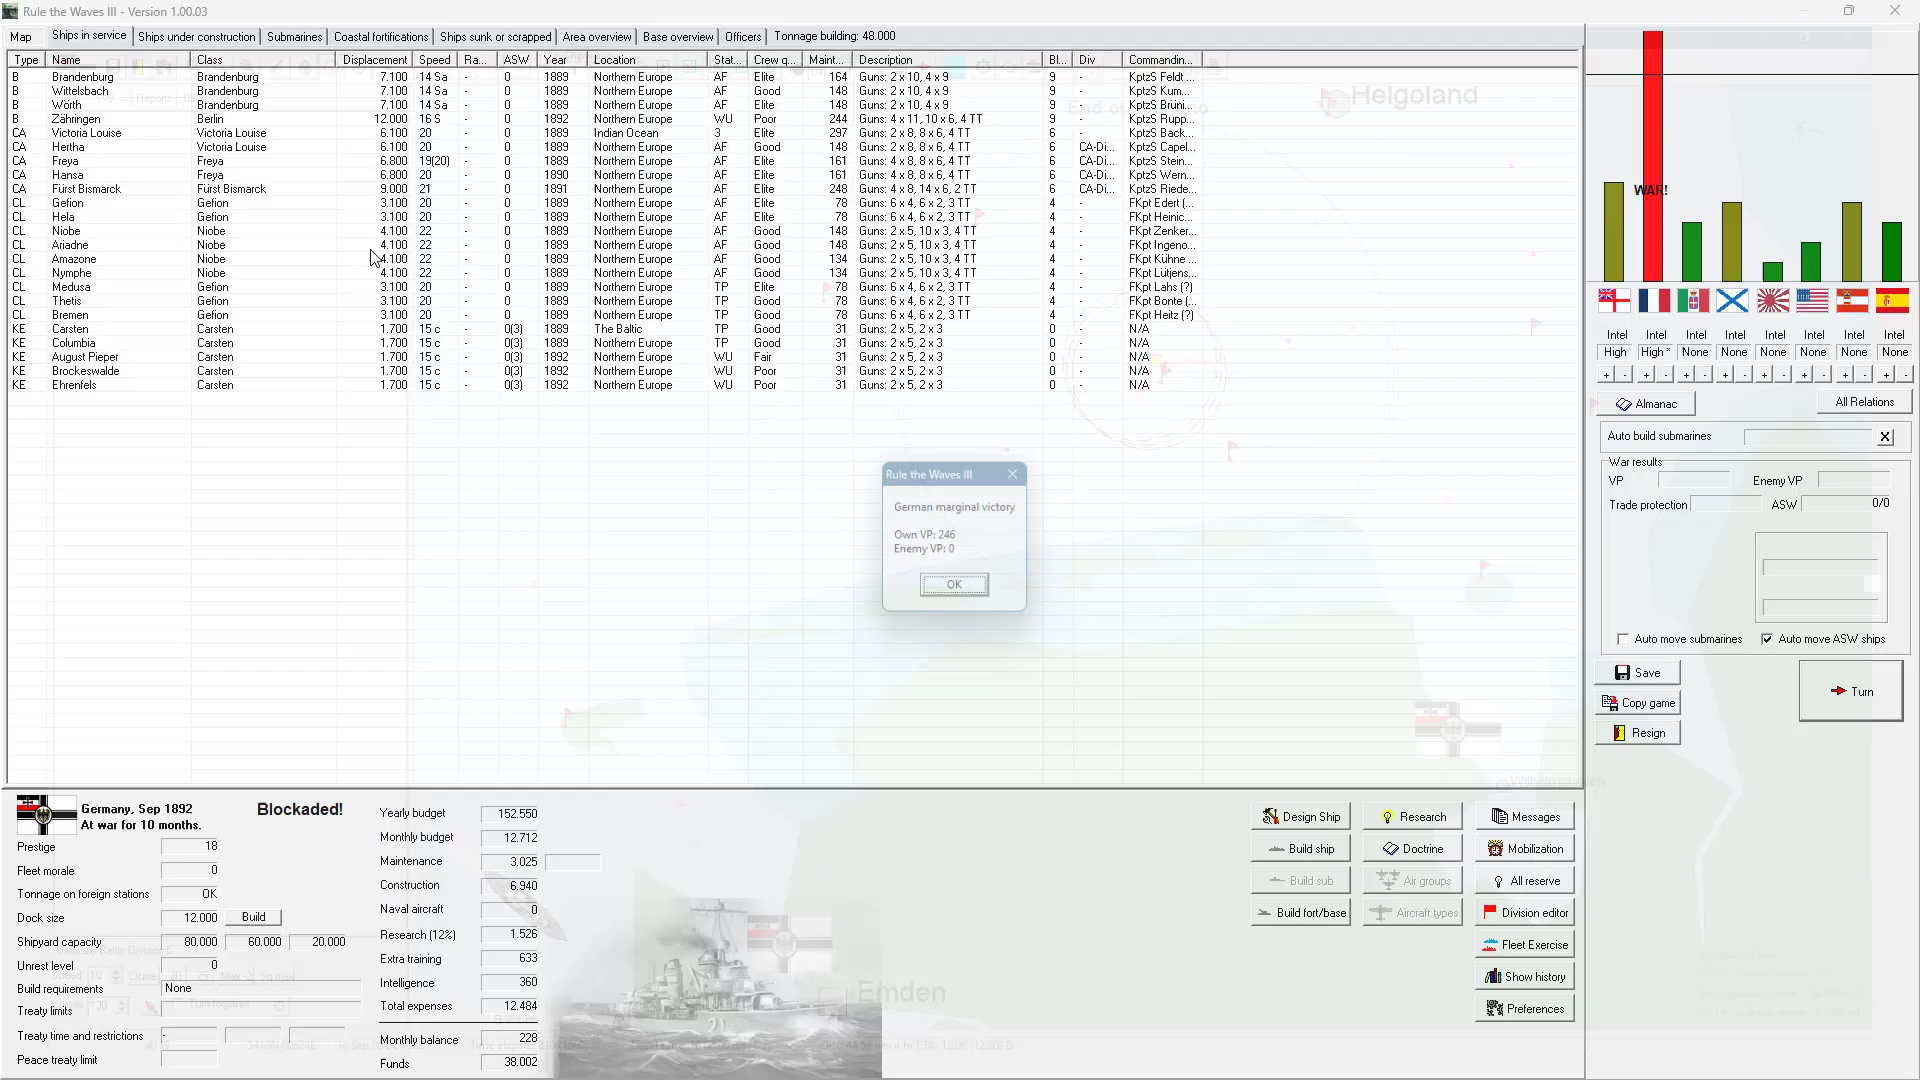 Rule the Waves III - Version 1.00.03
Map Ships in service Ships under construction Submarines Coastal fortifications Ships sunk or scrapped Area overview Base overview Officers Tonnage building: 48.000
Type Name Class Displacement Speed Ra... ASW Year Location Stat... Crew q... Maint... Description Bl... Div Commandin...
B Brandenburg Brandenburg 7.100 14 Sa - 0 1889 Northern Europe AF Elite 164 Guns: 2 x 10, 4 x 9 9 - KptzS Feldt ...
B Wittelsbach Brandenburg 7.100 14 Sa - 0 1889 Northern Europe AF Good 148 Guns: 2 x 10, 4 x 9 9 - KptzS Kum...
B Wörth Brandenburg 7.100 14 Sa - 0 1889 Northern Europe AF Elite 148 Guns: 2 x 10, 4 x 9 9 - KptzS Brüni...
B Zähringen Berlin 12.000 16 S - 0 1892 Northern Europe WU Poor 244 Guns: 4 x 11, 10 x 6, 4 TT 9 - KptzS Rupp...
CA Victoria Louise Victoria Louise 6.100 20 - 0 1889 Indian Ocean 3 Elite 297 Guns: 2 x 8, 8 x 6, 4 TT 6 - KptzS Back...
CA Hertha Victoria Louise 6.100 20 - 0 1889 Northern Europe AF Good 148 Guns: 2 x 8, 8 x 6, 4 TT 6 CA-Di... KptzS Capel...
CA Freya Freya 6.800 19(20) - 0 1889 Northern Europe AF Elite 161 Guns: 4 x 8, 8 x 6, 4 TT 6 CA-Di... KptzS Stein...
CA Hansa Freya 6.800 20 - 0 1890 Northern Europe AF Elite 161 Guns: 4 x 8, 8 x 6, 4 TT 6 CA-Di... KptzS Wern...
CA Fürst Bismarck Fürst Bismarck 9.000 21 - 0 1891 Northern Europe AF Elite 248 Guns: 4 x 8, 14 x 6, 2 TT 6 CA-Di... KptzS Riede...
CL Gefion Gefion 3.100 20 - 0 1889 Northern Europe AF Elite 78 Guns: 6 x 4, 6 x 2, 3 TT 4 - FKpt Edert (...
CL Hela Gefion 3.100 20 - 0 1889 Northern Europe AF Elite 78 Guns: 6 x 4, 6 x 2, 3 TT 4 - FKpt Heinic...
CL Niobe Niobe 4.100 22 - 0 1889 Northern Europe AF Good 148 Guns: 2 x 5, 10 x 3, 4 TT 4 - FKpt Zenker...
CL Ariadne Niobe 4.100 22 - 0 1889 Northern Europe AF Good 148 Guns: 2 x 5, 10 x 3, 4 TT 4 - FKpt Ingeno...
CL Amazone Niobe 4.100 22 - 0 1889 Northern Europe AF Good 134 Guns: 2 x 5, 10 x 3, 4 TT 4 - FKpt Kühne ...
CL Nymphe Niobe 4.100 22 - 0 1889 Northern Europe AF Good 134 Guns: 2 x 5, 10 x 3, 4 TT 4 - FKpt Lütjens...
CL Medusa Gefion 3.100 20 - 0 1889 Northern Europe TP Elite 78 Guns: 6 x 4, 6 x 2, 3 TT 4 - FKpt Lahs (?)
CL Thetis Gefion 3.100 20 - 0 1889 Northern Europe TP Good 78 Guns: 6 x 4, 6 x 2, 3 TT 4 - FKpt Bonte (...
CL Bremen Gefion 3.100 20 - 0 1889 Northern Europe TP Good 78 Guns: 6 x 4, 6 x 2, 3 TT 4 - FKpt Heitz (?)
KE Carsten Carsten 1.700 15 c - 0(3) 1889 The Baltic TP Good 31 Guns: 2 x 5, 2 x 3 0 - N/A
KE Columbia Carsten 1.700 15 c - 0(3) 1889 Northern Europe TP Good 31 Guns: 2 x 5, 2 x 3 0 - N/A
KE August Pieper Carsten 1.700 15 c - 0(3) 1892 Northern Europe WU Fair 31 Guns: 2 x 5, 2 x 3 0 - N/A
KE Brockeswalde Carsten 1.700 15 c - 0(3) 1892 Northern Europe WU Poor 31 Guns: 2 x 5, 2 x 3 0 - N/A
KE Ehrenfels Carsten 1.700 15 c - 0(3) 1892 Northern Europe WU Poor 31 Guns: 2 x 5, 2 x 3 0 - N/A
Helgoland
Rule the Waves III
German marginal victory
Own VP: 246
Enemy VP: 0
OK
WAR!
Intel Intel Intel Intel Intel Intel Intel Intel
High High * None None None None None None
+ - + - + - + - + - + - + - + -
Almanac All Relations
Auto build submarines X
War results
VP Enemy VP
Trade protection ASW 0/0
Auto move submarines Auto move ASW ships
Save
Copy game
Resign
Turn
Wilhelmshaven
Emden
Germany, Sep 1892
At war for 10 months.
Blockaded!
Prestige 18
Fleet morale 0
Tonnage on foreign stations OK
Dock size 12.000 Build
Shipyard capacity 80.000 60.000 20.000
Unrest level 0
Build requirements None
Treaty limits
Treaty time and restrictions -
Peace treaty limit
Yearly budget 152.550
Monthly budget 12.712
Maintenance 3.025
Construction 6.940
Naval aircraft 0
Research (12%) 1.526
Extra training 633
Intelligence 360
Total expenses 12.484
Monthly balance 228
Funds 38.002
Design Ship Research Messages
Build ship Doctrine Mobilization
Build sub Air groups All reserve
Build fort/base Aircraft types Division editor
Fleet Exercise
Show history
Preferences